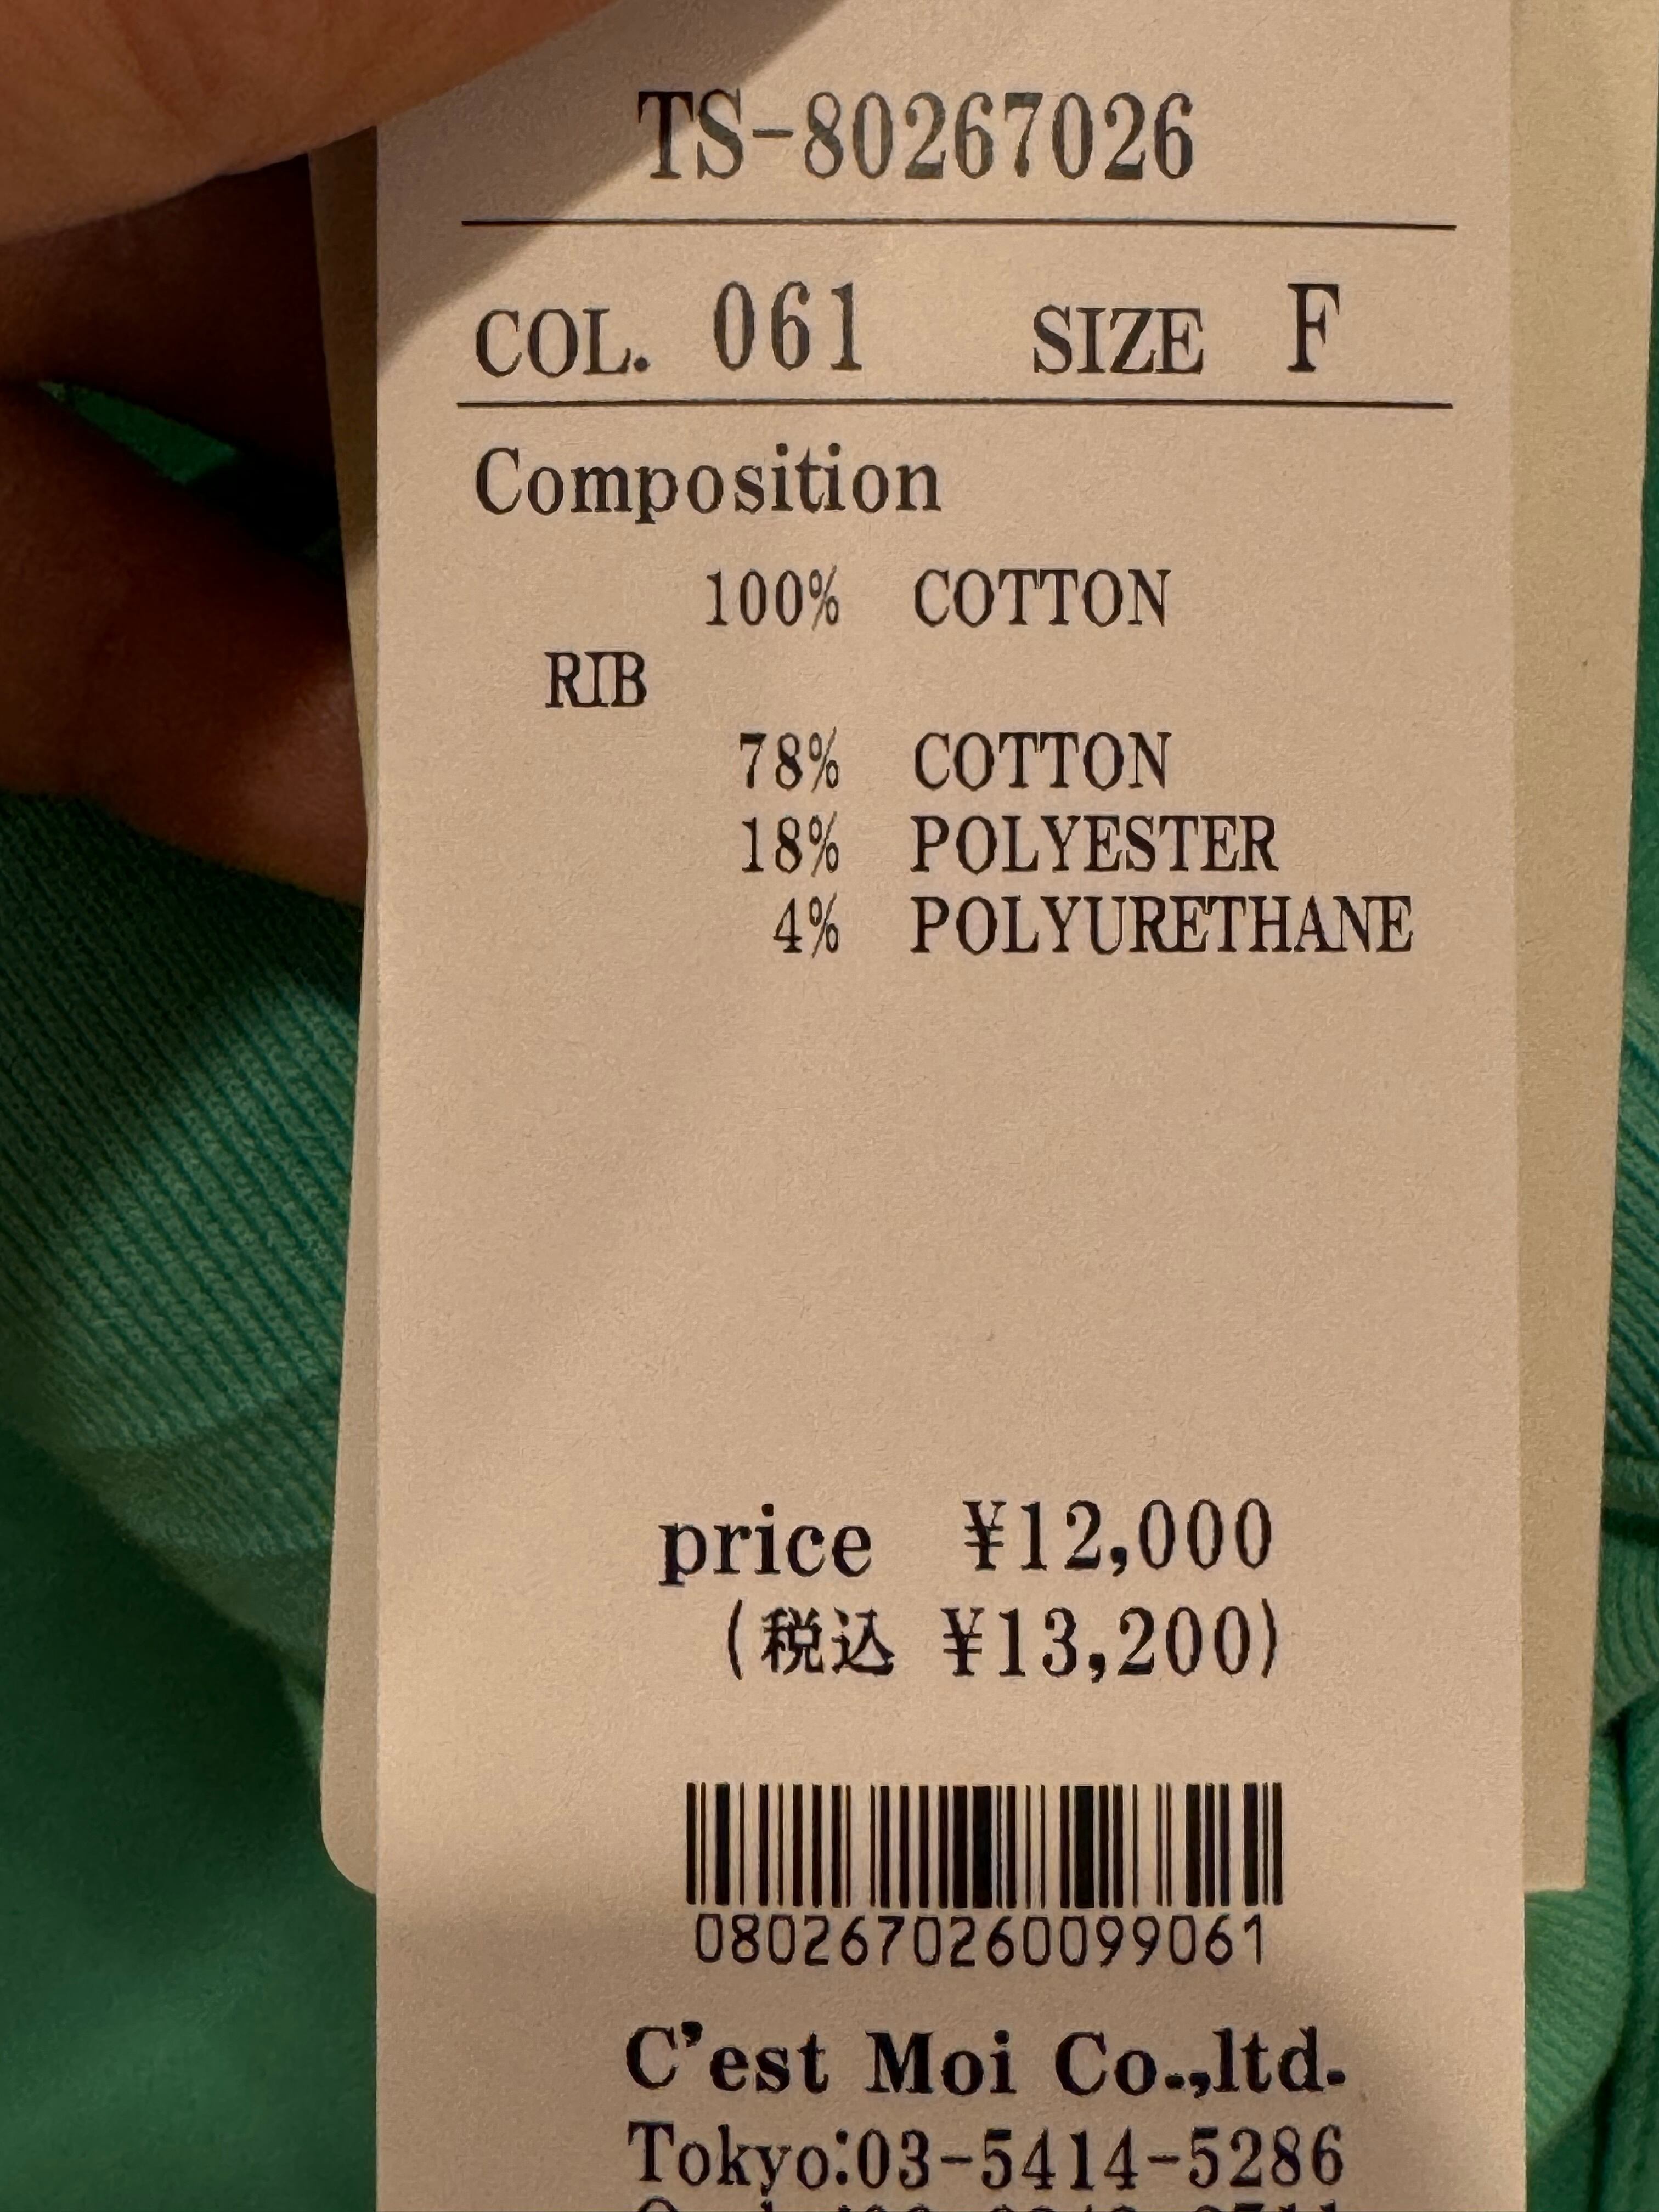 TS-80267026
COL. 061 SIZE F
Composition
100% COTTON
RIB
78% COTTON
18% POLYESTER
4% POLYURETHANE
price ¥12,000
(税込 ¥13,200)
0802670260099061
C'est Moi Co.,ltd.
Tokyo:03-5414-5286